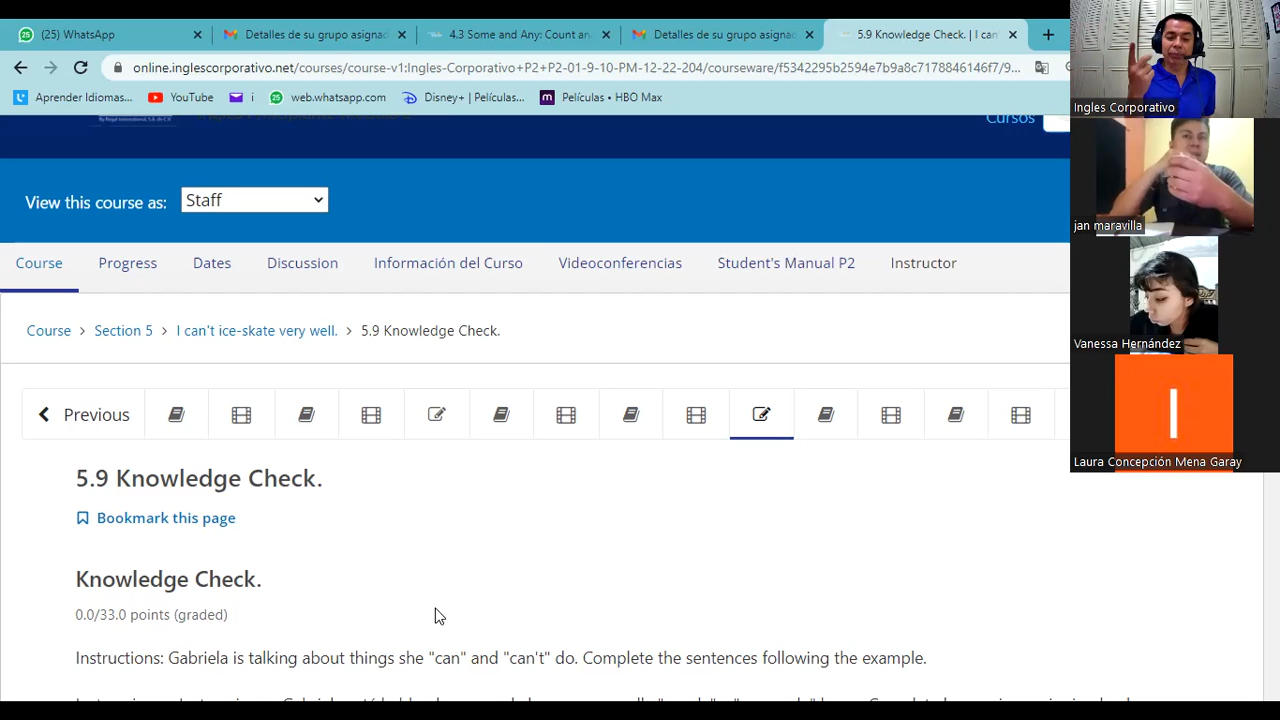 (25) WhatsApp
Detalles de su grupo asignac
and Any: Count an
Detalles de su grupo asignac
5.9 Knowledge Check. | I can'
online.inglescorporativo.net/courses/course-v1:Ingles-Corporativo+P2+P2-01-9-10-PM-12-22-204/courseware/f5342295b2594e7b9a8c7178846146f7/9...
Aprender Idiomas...
YouTube
i
web.whatsapp.com
Disney+ | Películas...
Películas • HBO Max
Cursos
View this course as:
Staff
Course
Progress
Dates
Discussion
Información del Curso
Videoconferencias
Student's Manual P2
Instructor
Course > Section 5 > I can't ice-skate very well. > 5.9 Knowledge Check.
Previous
5.9 Knowledge Check.
Bookmark this page
Knowledge Check.
0.0/33.0 points (graded)
Instructions: Gabriela is talking about things she "can" and "can't" do. Complete the sentences following the example.
Ingles Corporativo
jan maravilla
Vanessa Hernández
I
Laura Concepción Mena Garay